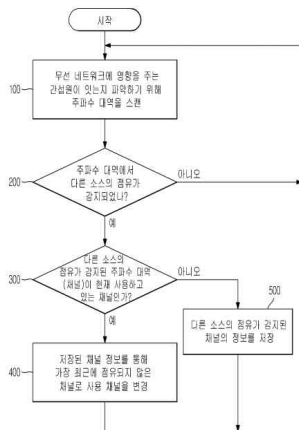 시작
100
무선 네트워크에 영향을 주는
간섭원이 잇는지 파악하기 위해
주파수 대역을 스캔
200
주파수 대역에서
다른 소스의 점유가
감지되었나?
아니오
예
300
다른 소스의
점유가 감지된 주파수 대역
(채널)이 현재 사용하고
있는 채널인가?
아니오
예
500
다른 소스의 점유가 감지된
채널의 정보를 저장
400
저장된 채널 정보를 통해
가장 최근에 점유되지 않은
채널로 사용 채널을 변경